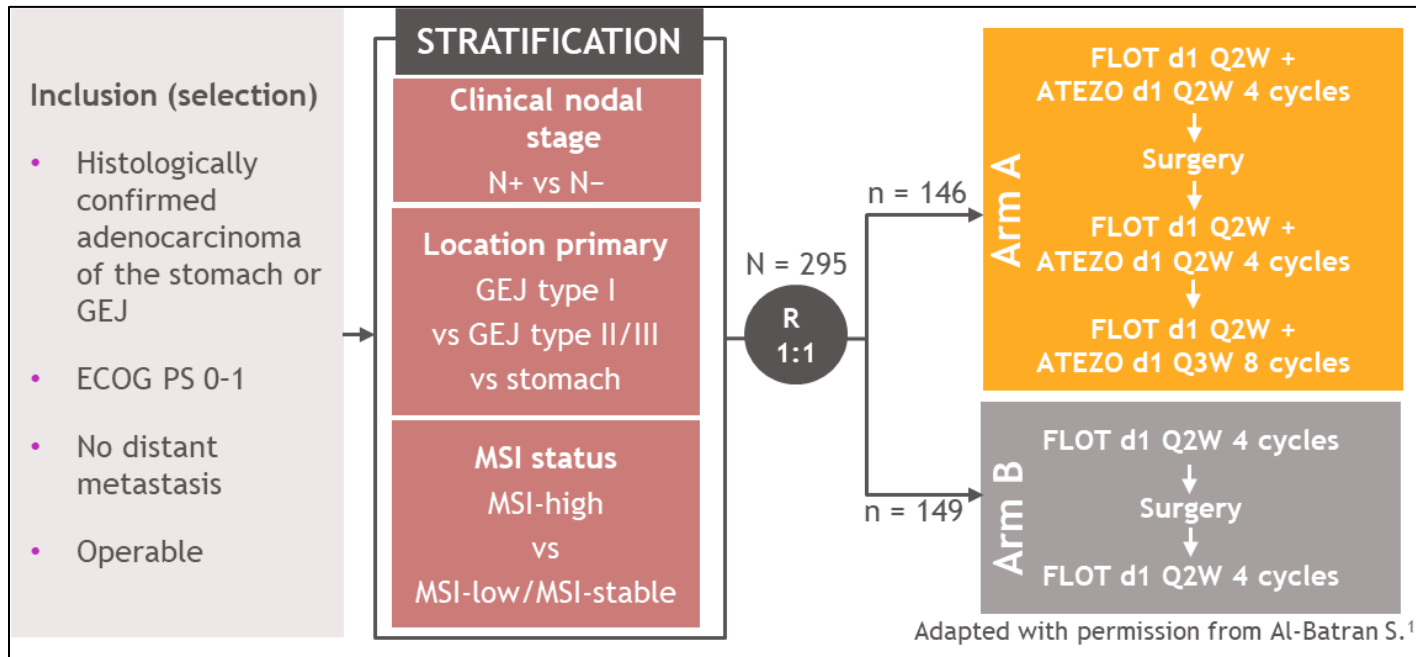 Inclusion (selection)
• Histologically
confirmed
adenocarcinoma
of the stomach or
GEJ
• ECOG PS 0-1
• No distant
metastasis
• Operable
STRATIFICATION
Clinical nodal
stage
N+ vs N−
Location primary
GEJ type I
vs GEJ type II/III
vs stomach
MSI status
MSI-high
vs
MSI-low/MSI-stable
N = 295
R
1:1
n = 146
n = 149
Arm A
FLOT d1 Q2W +
ATEZO d1 Q2W 4 cycles
Surgery
FLOT d1 Q2W +
ATEZO d1 Q2W 4 cycles
FLOT d1 Q2W +
ATEZO d1 Q3W 8 cycles
Arm B
FLOT d1 Q2W 4 cycles
Surgery
FLOT d1 Q2W 4 cycles
Adapted with permission from Al-Batran S.¹